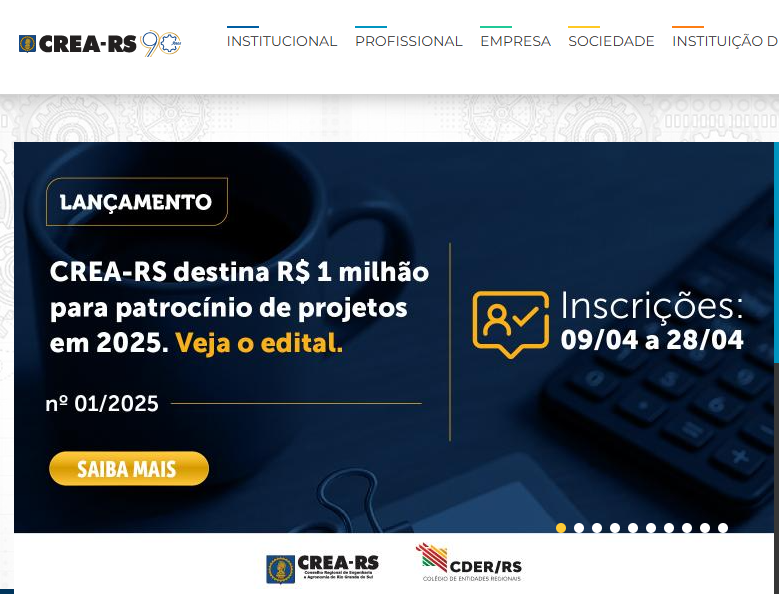 CREA-RS 90
INSTITUCIONAL PROFISSIONAL EMPRESA SOCIEDADE INSTITUIÇÃO D
LANÇAMENTO
CREA-RS destina R$ 1 milhão
para patrocínio de projetos
em 2025. Veja o edital.
nº 01/2025
SAIBA MAIS
Inscrições:
09/04 a 28/04
CREA-RS
Conselho Regional de Engenharia
e Agronomia do Rio Grande do Sul
CDER/RS
COLÉGIO DE ENTIDADES REGIONAIS